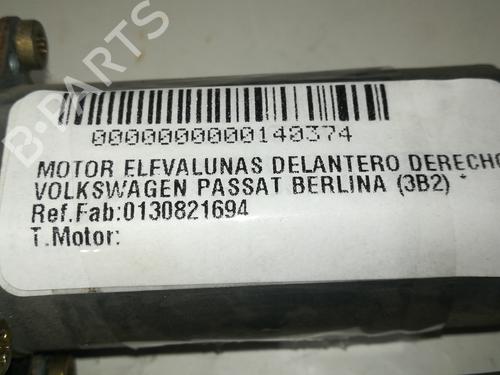 B-PARTS
0000000000140374
MOTOR ELEVALUNAS DELANTERO DERECHO
VOLKSWAGEN PASSAT BERLINA (3B2) *
Ref.Fab:0130821694
T.Motor: